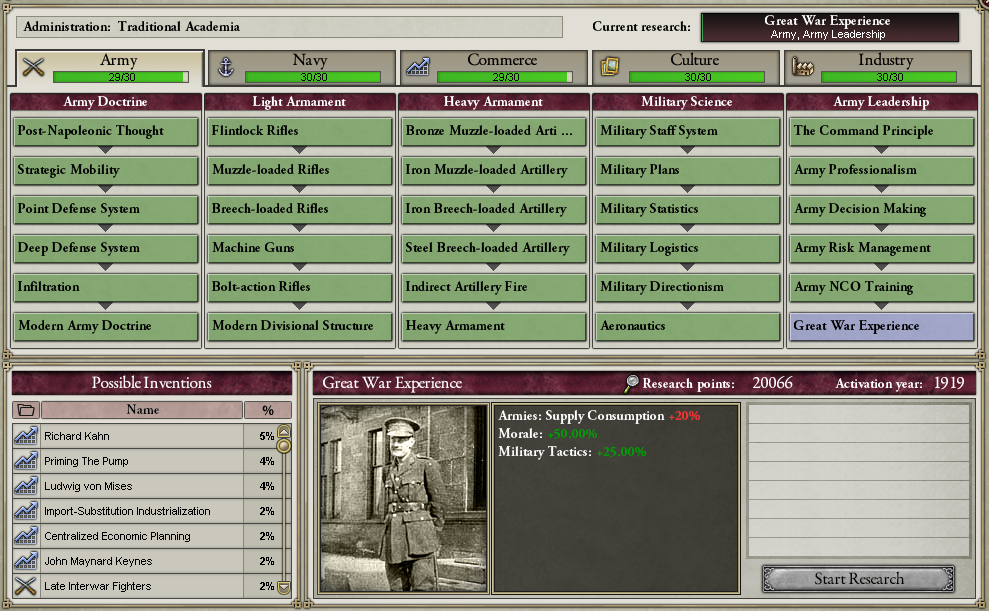 Administration: Traditional Academia
Current research:
Great War Experience
Army, Army Leadership
Army
29/30
Navy
30/30
Commerce
29/30
Culture
30/30
Industry
30/30
Army Doctrine
Light Armament
Heavy Armament
Military Science
Army Leadership
Post-Napoleonic Thought
Flintlock Rifles
Bronze Muzzle-loaded Arti ...
Military Staff System
The Command Principle
Strategic Mobility
Muzzle-loaded Rifles
Iron Muzzle-loaded Artillery
Military Plans
Army Professionalism
Point Defense System
Breech-loaded Rifles
Iron Breech-loaded Artillery
Military Statistics
Army Decision Making
Deep Defense System
Machine Guns
Steel Breech-loaded Artillery
Military Logistics
Army Risk Management
Infiltration
Bolt-action Rifles
Indirect Artillery Fire
Military Directionism
Army NCO Training
Modern Army Doctrine
Modern Divisional Structure
Heavy Armament
Aeronautics
Great War Experience
Possible Inventions
Name
%
Richard Kahn
5%
Priming The Pump
4%
Ludwig von Mises
4%
Import-Substitution Industrialization
2%
Centralized Economic Planning
2%
John Maynard Keynes
2%
Late Interwar Fighters
2%
Great War Experience
Research points: 20066
Activation year: 1919
Armies: Supply Consumption +20%
Morale: +50.00%
Military Tactics: +25.00%
Start Research